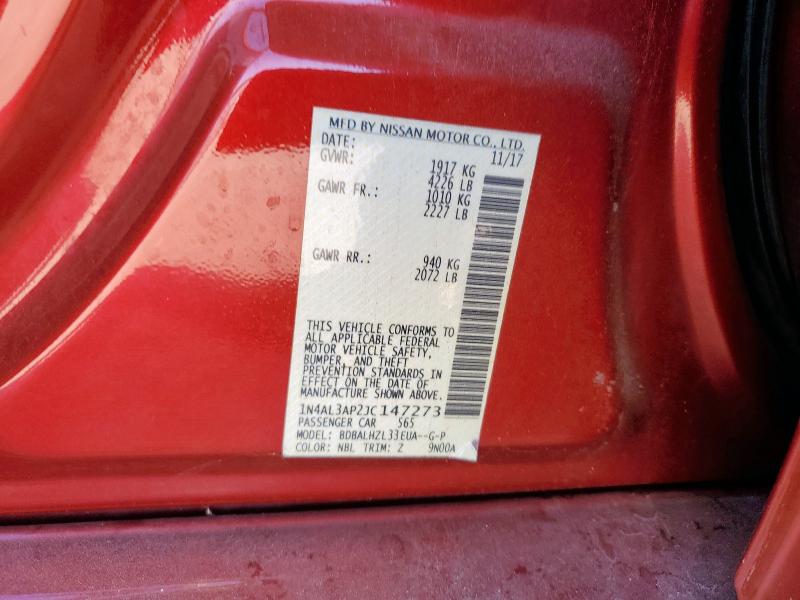 MFD BY NISSAN MOTOR CO., LTD.
DATE: 11/17
GVWR: 1917 KG
4226 LB
GAWR FR.: 1010 KG
2227 LB
GAWR RR.: 940 KG
2072 LB
THIS VEHICLE CONFORMS TO
ALL APPLICABLE FEDERAL
MOTOR VEHICLE SAFETY,
BUMPER, AND THEFT
PREVENTION STANDARDS IN
EFFECT ON THE DATE OF
MANUFACTURE SHOWN ABOVE.
1N4AL3AP2JC147273
PASSENGER CAR 565
MODEL: BDBALHZL33EUA--G-P
COLOR: NBL TRIM: Z 9N00A